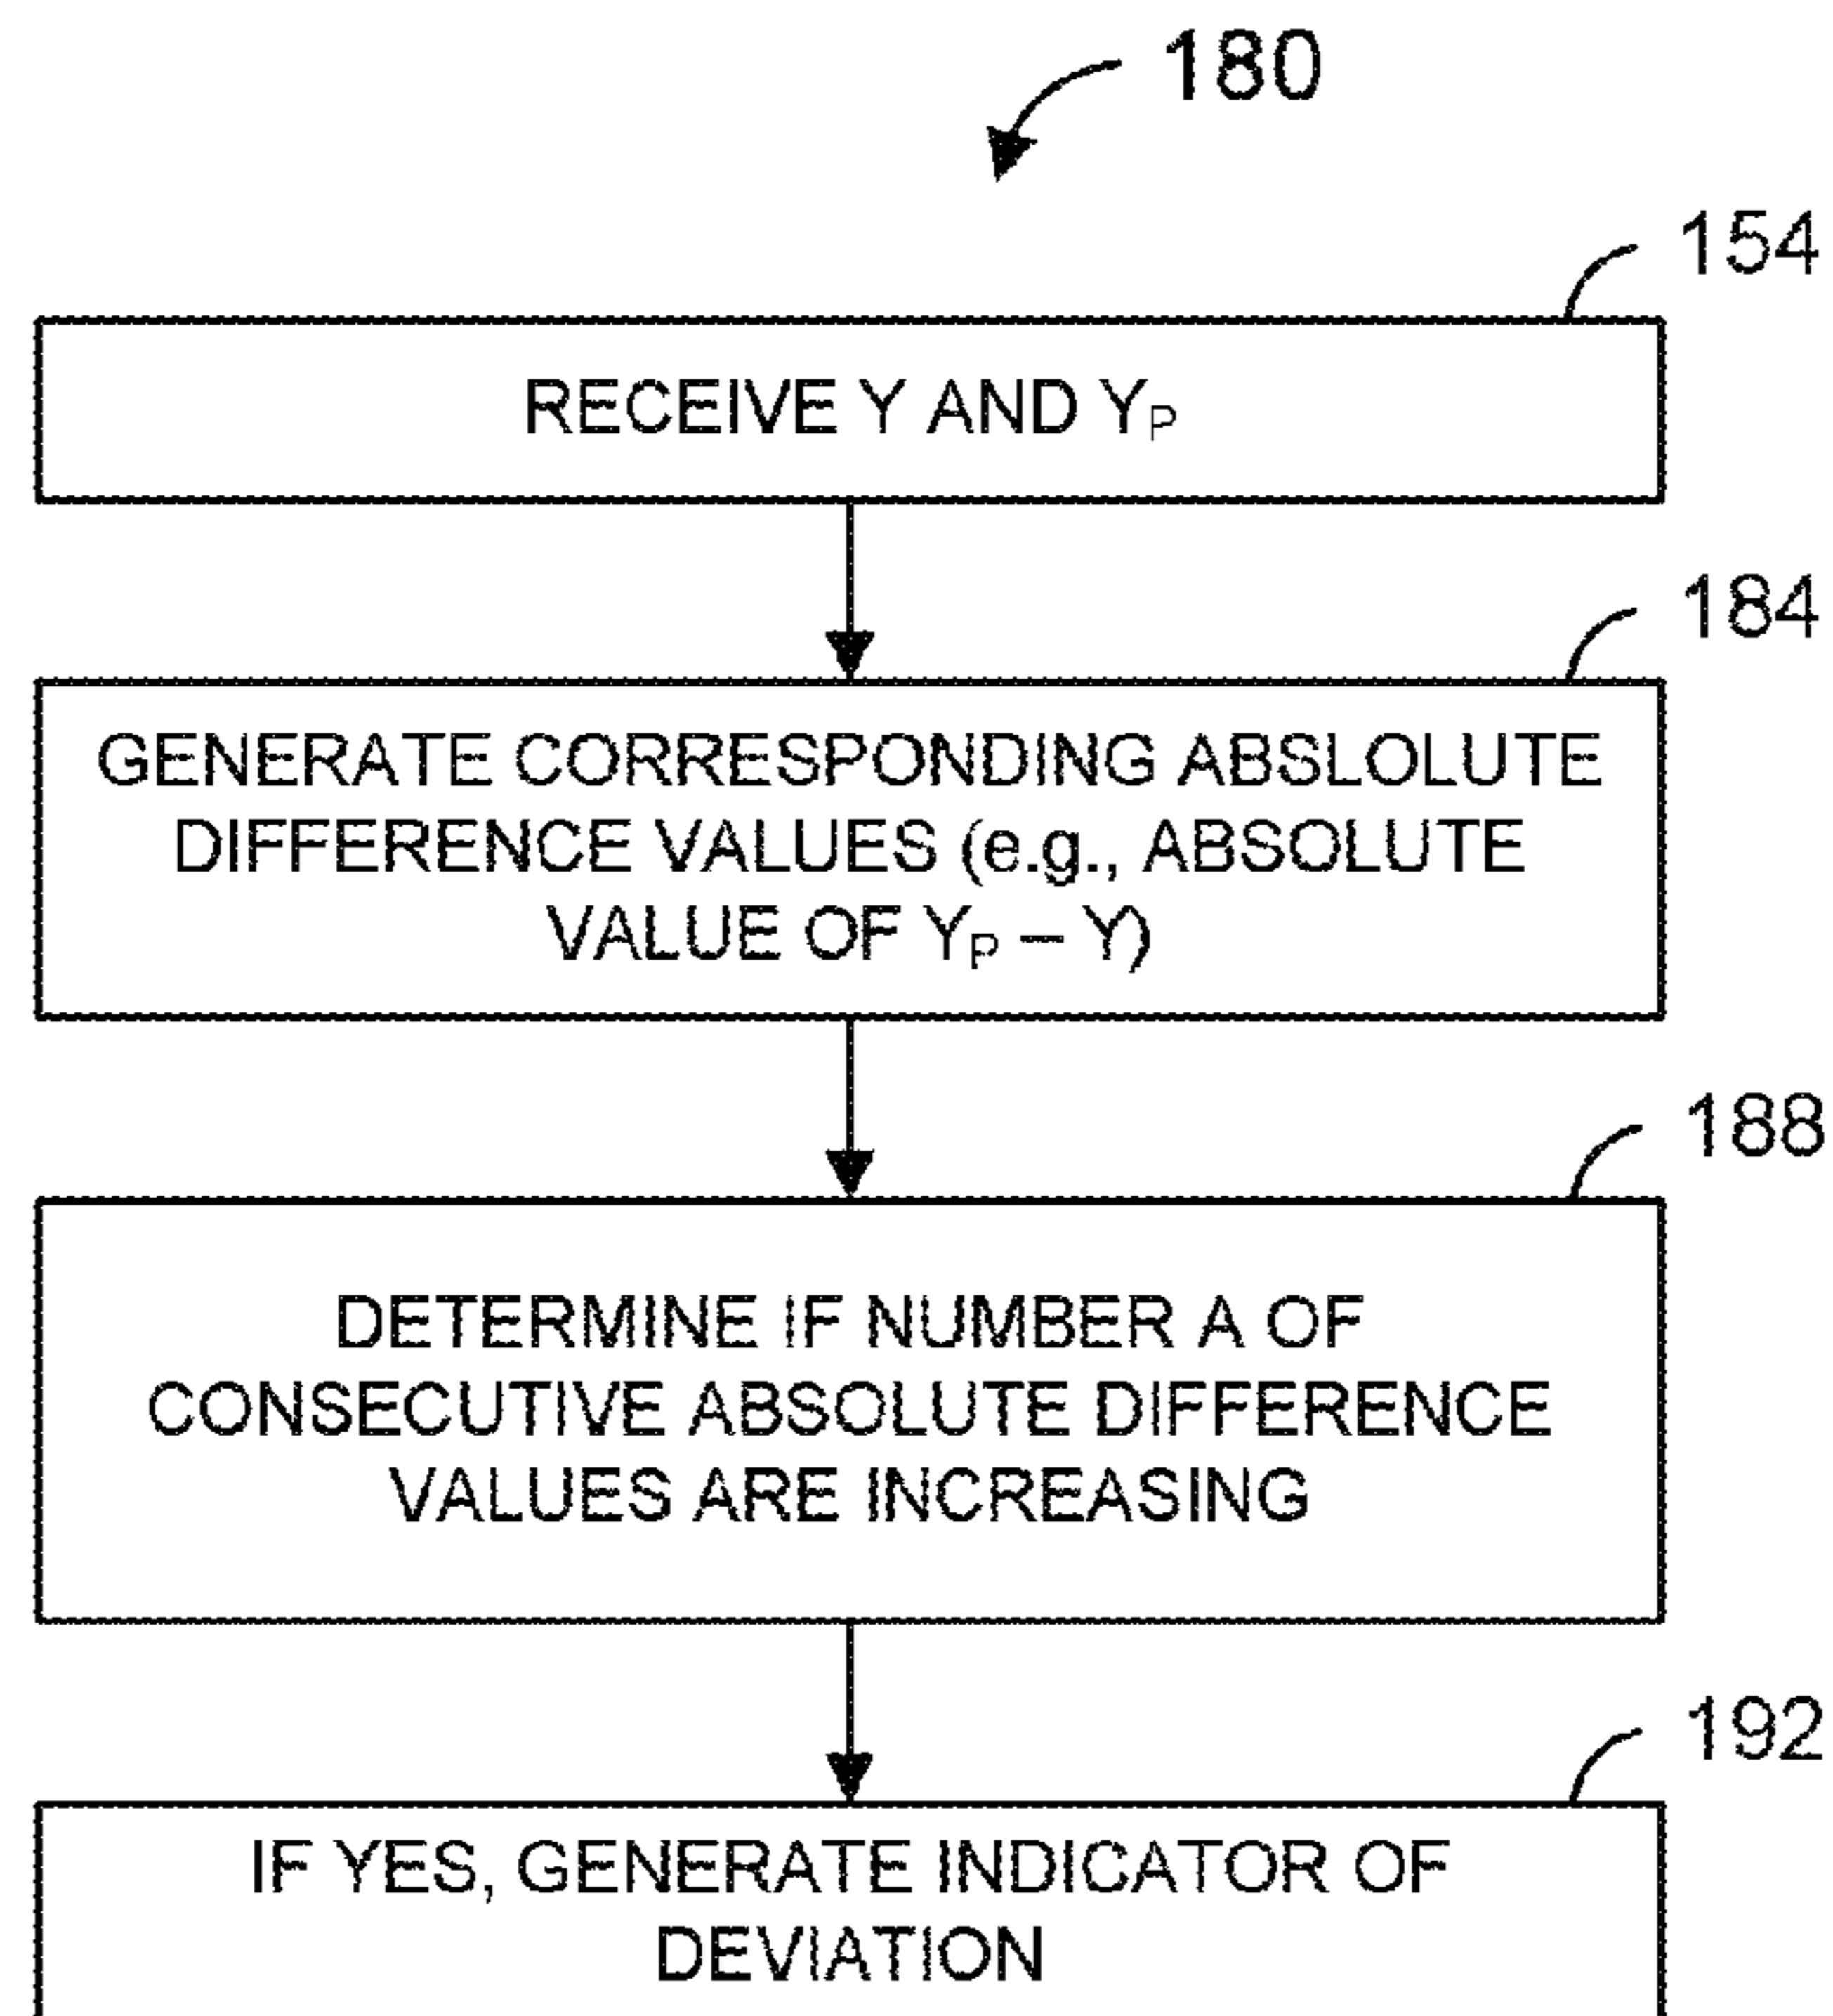 180
154
RECEIVE Y AND Yₚ
184
GENERATE CORRESPONDING ABSLOLUTE
DIFFERENCE VALUES (e.g., ABSOLUTE
VALUE OF Yₚ – Y)
188
DETERMINE IF NUMBER A OF
CONSECUTIVE ABSOLUTE DIFFERENCE
VALUES ARE INCREASING
192
IF YES, GENERATE INDICATOR OF
DEVIATION